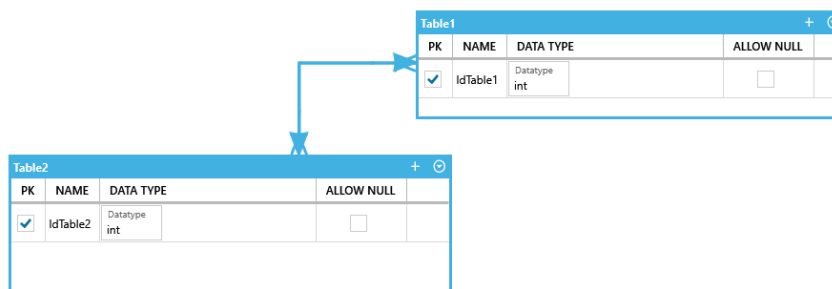 Table1
PK NAME DATA TYPE ALLOW NULL
Datatype
IdTable1 int
Table2
PK NAME DATA TYPE ALLOW NULL
Datatype
IdTable2 int